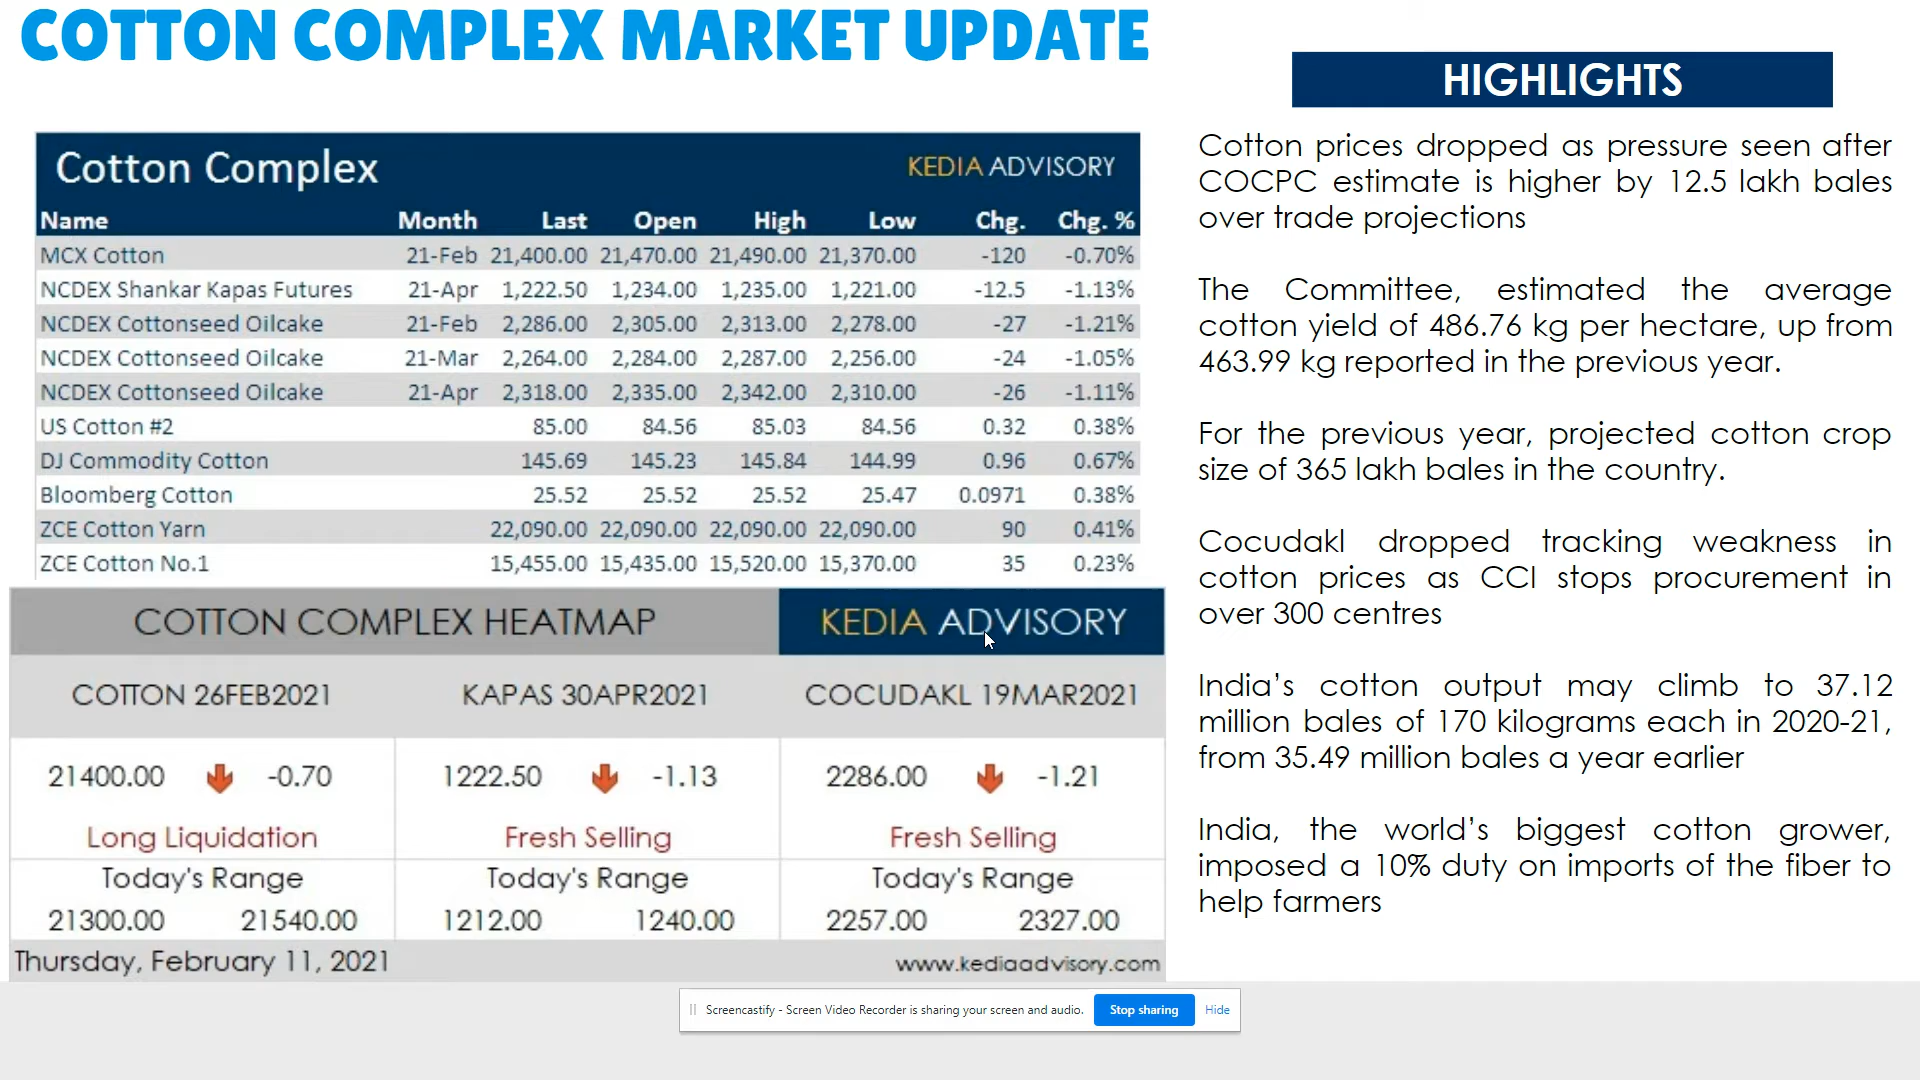 COTTON COMPLEX MARKET UPDATE
Cotton Complex KEDIA ADVISORY
Name Month Last Open High Low Chg. Chg. %
MCX Cotton 21-Feb 21,400.00 21,470.00 21,490.00 21,370.00 -120 -0.70%
NCDEX Shankar Kapas Futures 21-Apr 1,222.50 1,234.00 1,235.00 1,221.00 -12.5 -1.13%
NCDEX Cottonseed Oilcake 21-Feb 2,286.00 2,305.00 2,313.00 2,278.00 -27 -1.21%
NCDEX Cottonseed Oilcake 21-Mar 2,264.00 2,284.00 2,287.00 2,256.00 -24 -1.05%
NCDEX Cottonseed Oilcake 21-Apr 2,318.00 2,335.00 2,342.00 2,310.00 -26 -1.11%
US Cotton #2 85.00 84.56 85.03 84.56 0.32 0.38%
DJ Commodity Cotton 145.69 145.23 145.84 144.99 0.96 0.67%
Bloomberg Cotton 25.52 25.52 25.52 25.47 0.0971 0.38%
ZCE Cotton Yarn 22,090.00 22,090.00 22,090.00 22,090.00 90 0.41%
ZCE Cotton No.1 15,455.00 15,435.00 15,520.00 15,370.00 35 0.23%
COTTON COMPLEX HEATMAP KEDIA ADVISORY
COTTON 26FEB2021 KAPAS 30APR2021 COCUDAKL 19MAR2021
21400.00 -0.70 1222.50 -1.13 2286.00 -1.21
Long Liquidation Fresh Selling Fresh Selling
Today's Range Today's Range Today's Range
21300.00 21540.00 1212.00 1240.00 2257.00 2327.00
Thursday, February 11, 2021 www.kediaadvisory.com
HIGHLIGHTS
Cotton prices dropped as pressure seen after
COCPC estimate is higher by 12.5 lakh bales
over trade projections
The Committee, estimated the average
cotton yield of 486.76 kg per hectare, up from
463.99 kg reported in the previous year.
For the previous year, projected cotton crop
size of 365 lakh bales in the country.
Cocudakl dropped tracking weakness in
cotton prices as CCI stops procurement in
over 300 centres
India’s cotton output may climb to 37.12
million bales of 170 kilograms each in 2020-21,
from 35.49 million bales a year earlier
India, the world’s biggest cotton grower,
imposed a 10% duty on imports of the fiber to
help farmers
Screencastify - Screen Video Recorder is sharing your screen and audio. Stop sharing Hide